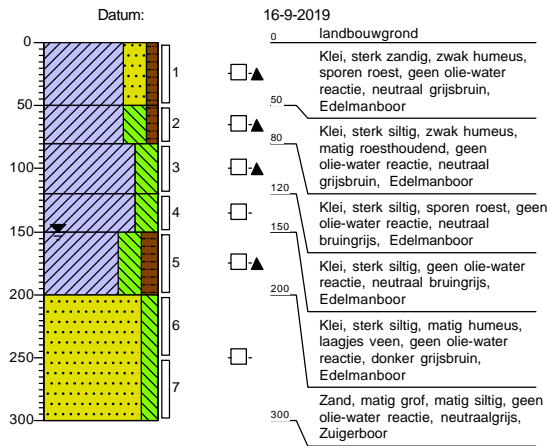 Datum:
16-9-2019
0
50
100
150
200
250
300
1
2
3
4
5
6
7
0
landbouwgrond
Klei, sterk zandig, zwak humeus,
sporen roest, geen olie-water
reactie, neutraal grijsbruin,
Edelmanboor
50
Klei, sterk siltig, zwak humeus,
matig roesthoudend, geen
olie-water reactie, neutraal
grijsbruin, Edelmanboor
80
Klei, sterk siltig, sporen roest, geen
olie-water reactie, neutraal
bruingrijs, Edelmanboor
120
Klei, sterk siltig, geen olie-water
reactie, neutraal bruingrijs,
Edelmanboor
150
Klei, sterk siltig, matig humeus,
laagjes veen, geen olie-water
reactie, donker grijsbruin,
Edelmanboor
200
Zand, matig grof, matig siltig, geen
olie-water reactie, neutraalgrijs,
Zuigerboor
300